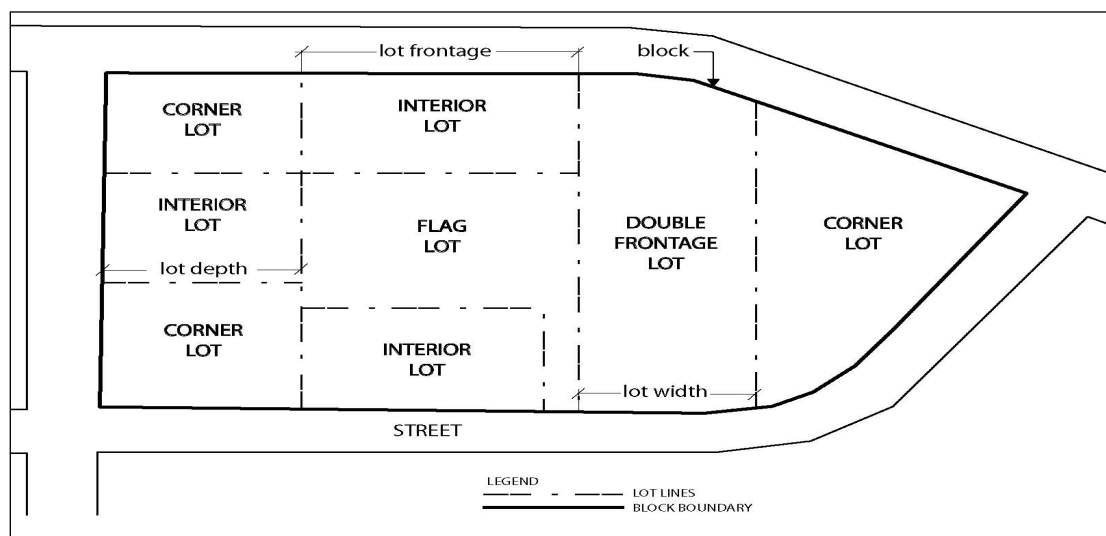 lot frontage
block
CORNER
LOT
INTERIOR
LOT
INTERIOR
LOT
FLAG
LOT
DOUBLE
FRONTAGE
LOT
CORNER
LOT
lot depth
CORNER
LOT
INTERIOR
LOT
lot width
STREET
LEGEND
LOT LINES
BLOCK BOUNDARY